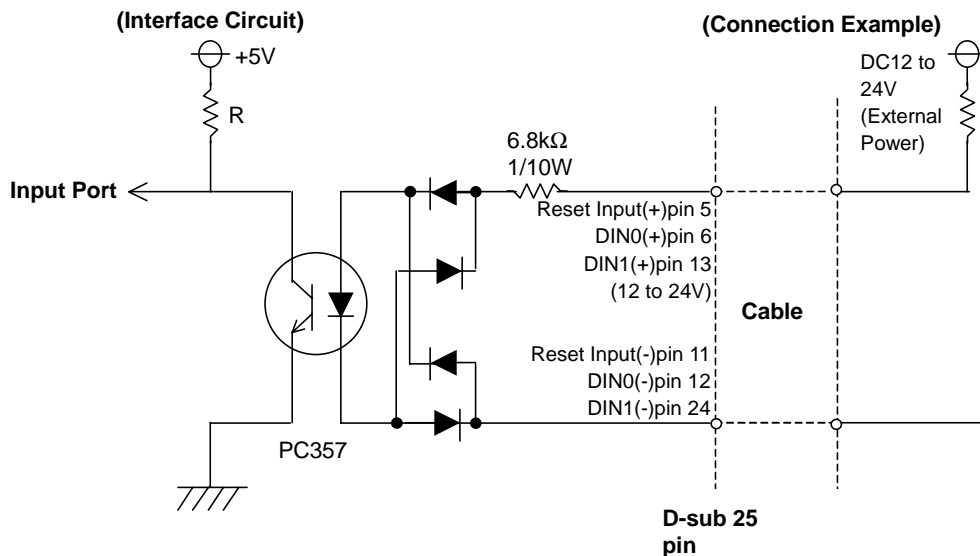 (Interface Circuit)
+5V
R
Input Port
PC357
6.8kΩ
1/10W
Reset Input(+)pin 5
DIN0(+)pin 6
DIN1(+)pin 13
(12 to 24V)
Reset Input(-)pin 11
DIN0(-)pin 12
DIN1(-)pin 24
(Connection Example)
DC12 to
24V
(External
Power)
Cable
D-sub 25
pin